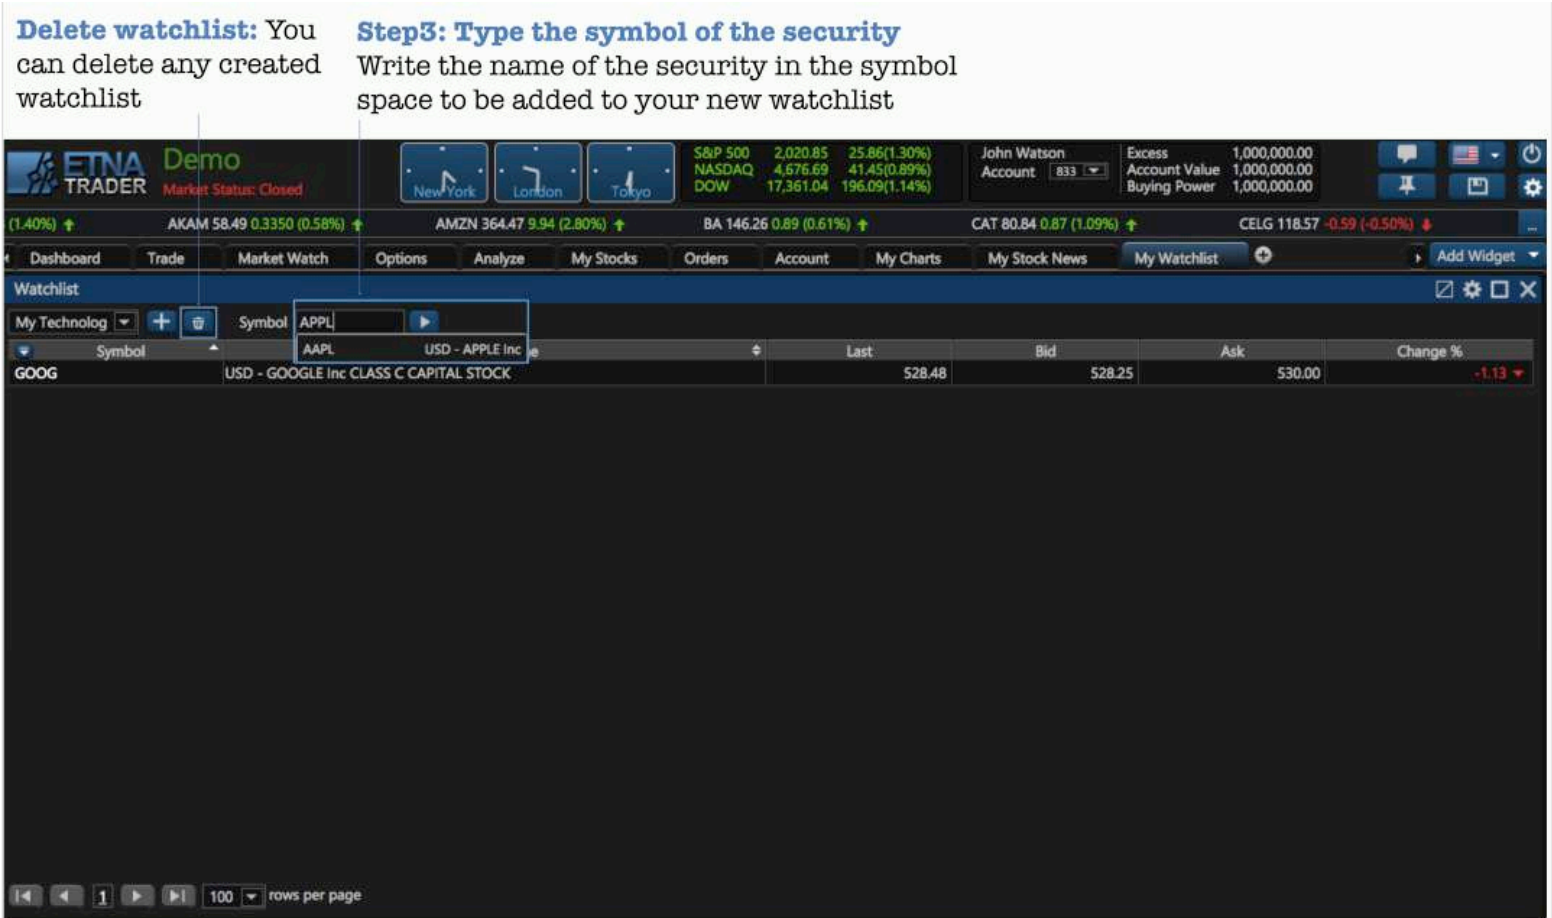 Delete watchlist: You
can delete any created
watchlist
Step3: Type the symbol of the security
Write the name of the security in the symbol
space to be added to your new watchlist
ETNA
TRADER
Demo
Market Status: Closed
New York
London
Tokyo
S&P 500 2,020.85 25.86(1.30%)
NASDAQ 4,676.69 41.45(0.89%)
DOW 17,361.04 196.09(1.14%)
John Watson
Account 833
Excess 1,000,000.00
Account Value 1,000,000.00
Buying Power 1,000,000.00
(1.40%) AKAM 58.49 0.3350 (0.58%) AMZN 364.47 9.94 (2.80%) BA 146.26 0.89 (0.61%) CAT 80.84 0.87 (1.09%) CELG 118.57 -0.59 (-0.50%) ...
Dashboard Trade Market Watch Options Analyze My Stocks Orders Account My Charts My Stock News My Watchlist Add Widget
Watchlist
My Technolog Symbol APPL
AAPL USD - APPLE Inc
Symbol Last Bid Ask Change %
GOOG USD - GOOGLE Inc CLASS C CAPITAL STOCK 528.48 528.25 530.00 -1.13
1 100 rows per page